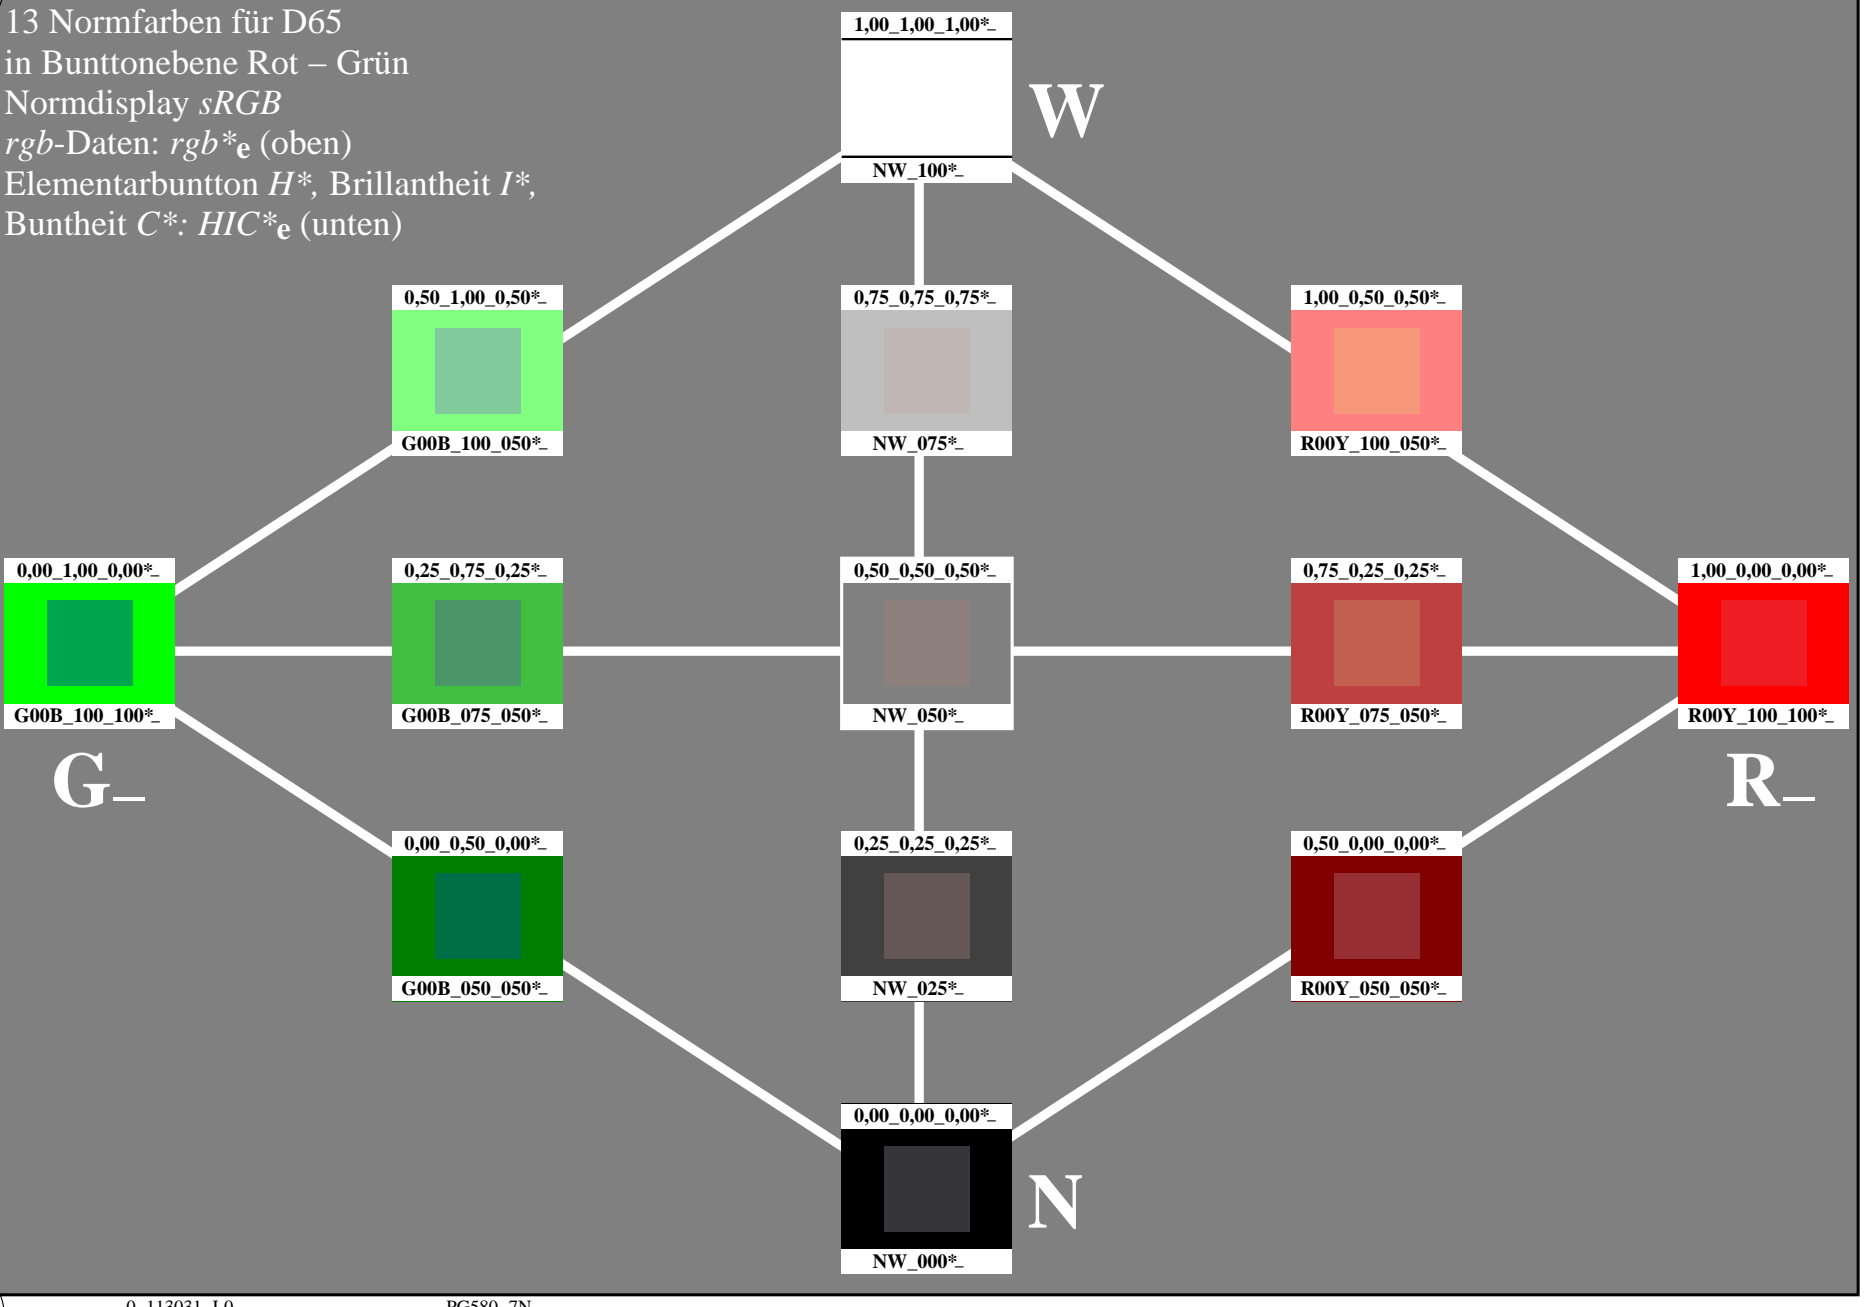 13 Normfarben für D65
in Bunttonebene Rot – Grün
Normdisplay sRGB
rgb-Daten: rgb*e (oben)
Elementarbuntton H*, Brillantheit I*,
Buntheit C*: HIC*e (unten)
1,00_1,00_1,00*_
W
NW_100*_
0,50_1,00_0,50*_
0,75_0,75_0,75*_
1,00_0,50_0,50*_
G00B_100_050*_
NW_075*_
R00Y_100_050*_
0,00_1,00_0,00*_
0,25_0,75_0,25*_
0,50_0,50_0,50*_
0,75_0,25_0,25*_
1,00_0,00_0,00*_
G00B_100_100*_
G00B_075_050*_
NW_050*_
R00Y_075_050*_
R00Y_100_100*_
G_
R_
0,00_0,50_0,00*_
0,25_0,25_0,25*_
0,50_0,00_0,00*_
G00B_050_050*_
NW_025*_
R00Y_050_050*_
0,00_0,00_0,00*_
N
NW_000*_